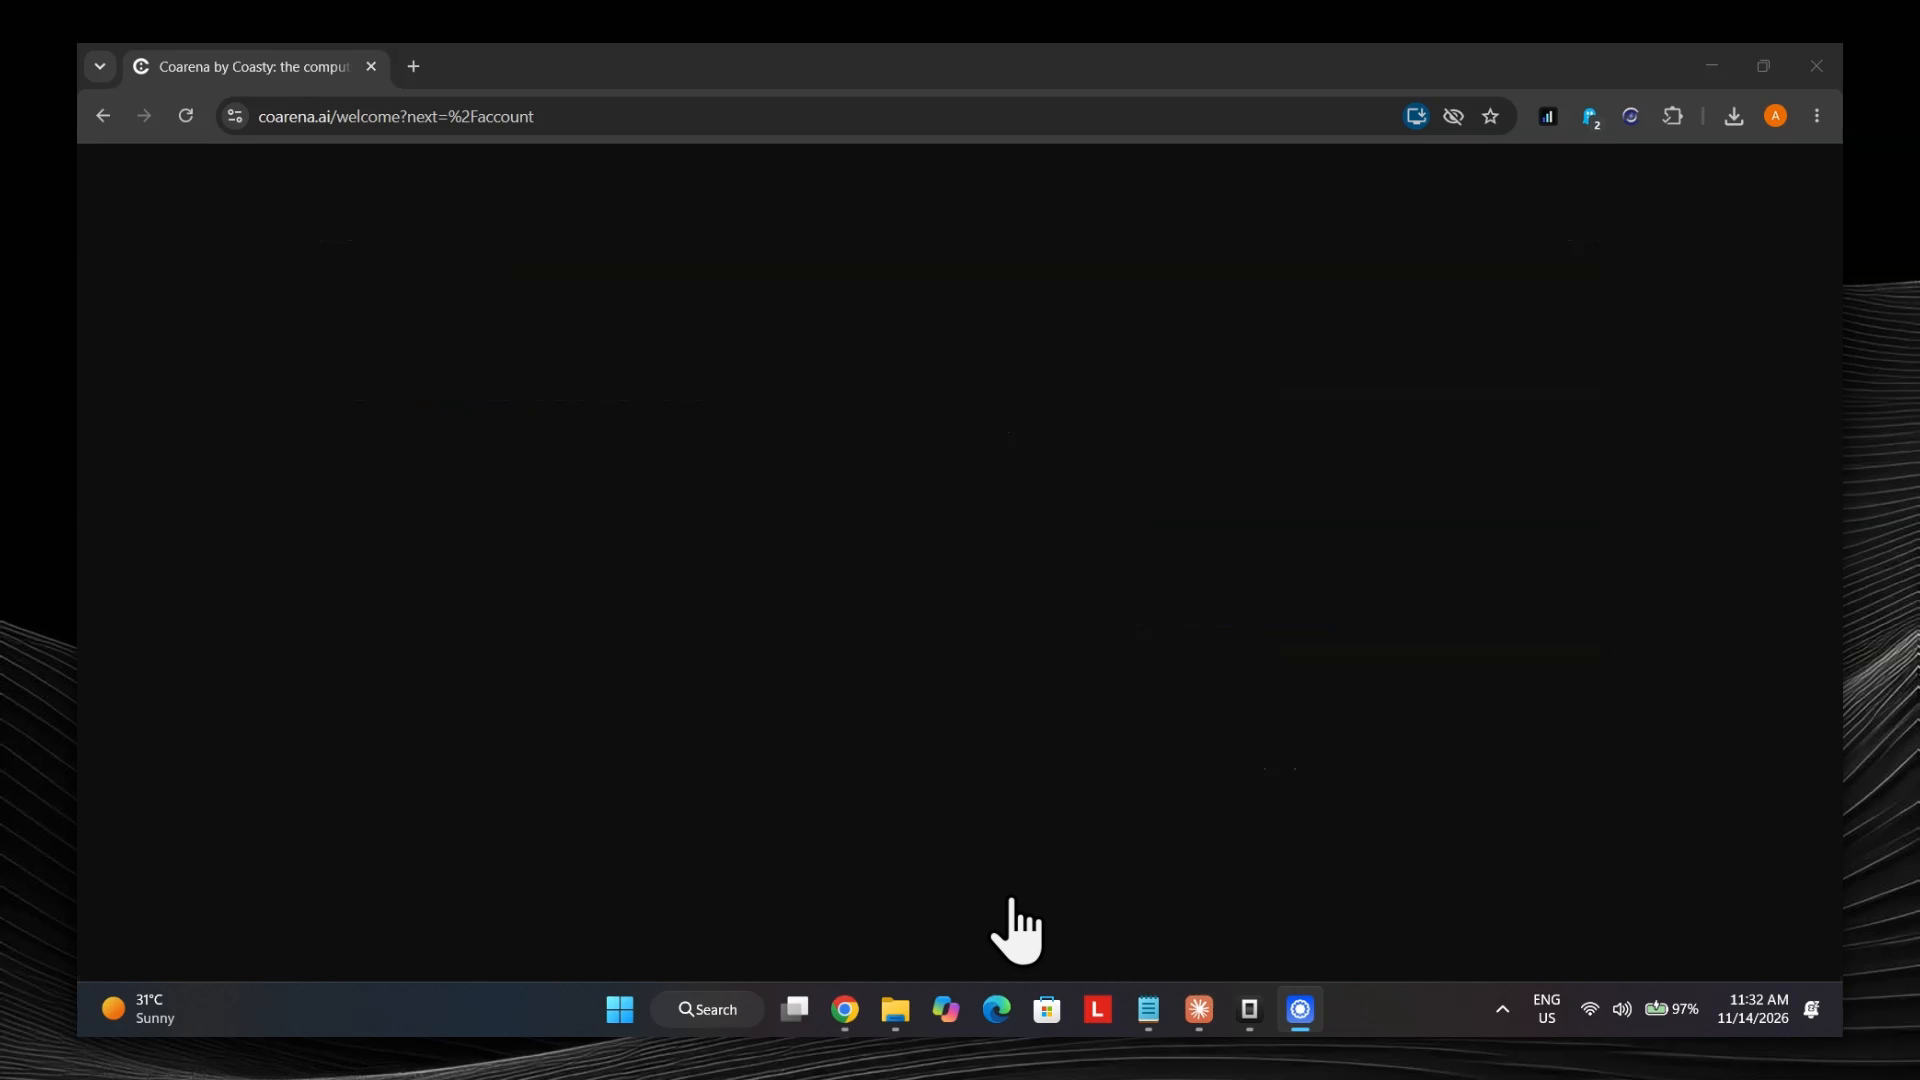 Coarena by Coasty: the comput
coarena.ai/welcome?next=%2Faccount
2
A
31°C
Sunny
Search
L
ENG
US
97%
11:32 AM
11/14/2026